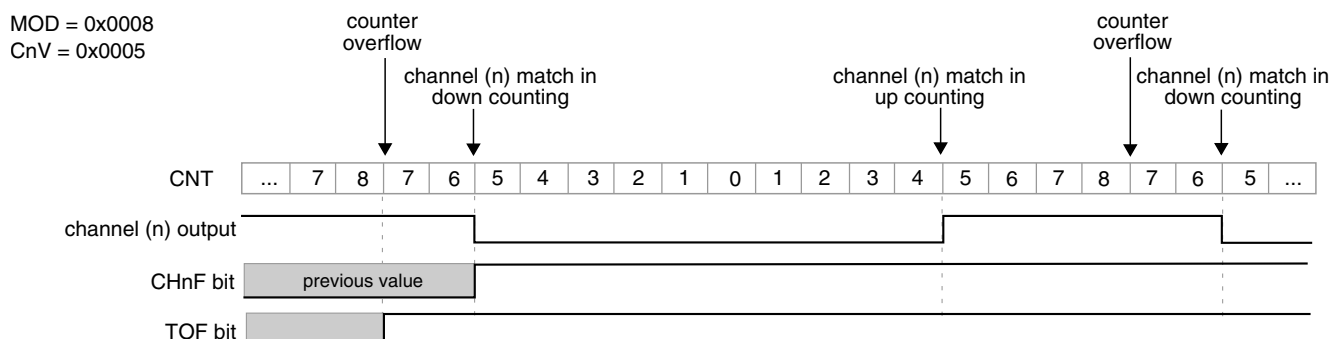 MOD = 0x0008
CnV = 0x0005
counter
overflow
channel (n) match in
down counting
channel (n) match in
up counting
counter
overflow
channel (n) match in
down counting
CNT ... 7 8 7 6 5 4 3 2 1 0 1 2 3 4 5 6 7 8 7 6 5 ...
channel (n) output
CHnF bit previous value
TOF bit